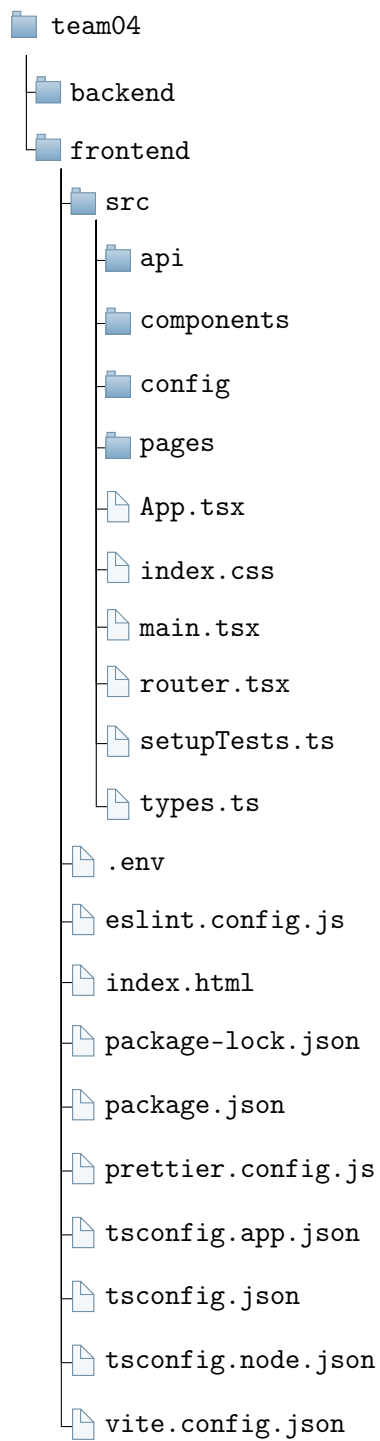 team04
backend
frontend
src
api
components
config
pages
App.tsx
index.css
main.tsx
router.tsx
setupTests.ts
types.ts
.env
eslint.config.js
index.html
package-lock.json
package.json
prettier.config.js
tsconfig.app.json
tsconfig.json
tsconfig.node.json
vite.config.json